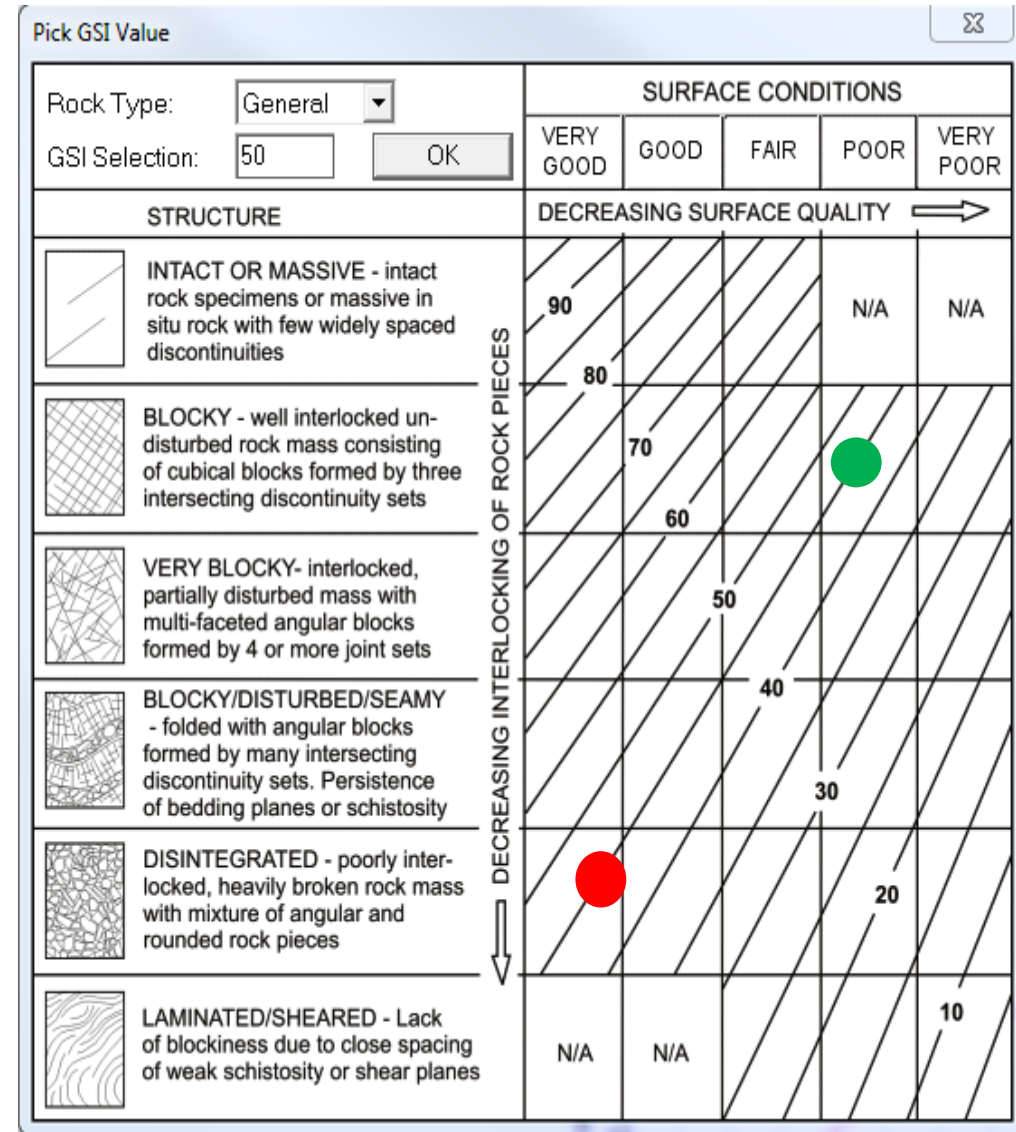 Pick GSI Value
Rock Type: General
GSI Selection: 50 OK
SURFACE CONDITIONS
VERY GOOD
GOOD
FAIR
POOR
VERY POOR
STRUCTURE
DECREASING SURFACE QUALITY
DECREASING INTERLOCKING OF ROCK PIECES
INTACT OR MASSIVE - intact
rock specimens or massive in
situ rock with few widely spaced
discontinuities
90
80
N/A
N/A
BLOCKY - well interlocked un-
disturbed rock mass consisting
of cubical blocks formed by three
intersecting discontinuity sets
70
60
VERY BLOCKY- interlocked,
partially disturbed mass with
multi-faceted angular blocks
formed by 4 or more joint sets
50
40
BLOCKY/DISTURBED/SEAMY
- folded with angular blocks
formed by many intersecting
discontinuity sets. Persistence
of bedding planes or schistosity
30
DISINTEGRATED - poorly inter-
locked, heavily broken rock mass
with mixture of angular and
rounded rock pieces
20
LAMINATED/SHEARED - Lack
of blockiness due to close spacing
of weak schistosity or shear planes
N/A
N/A
10